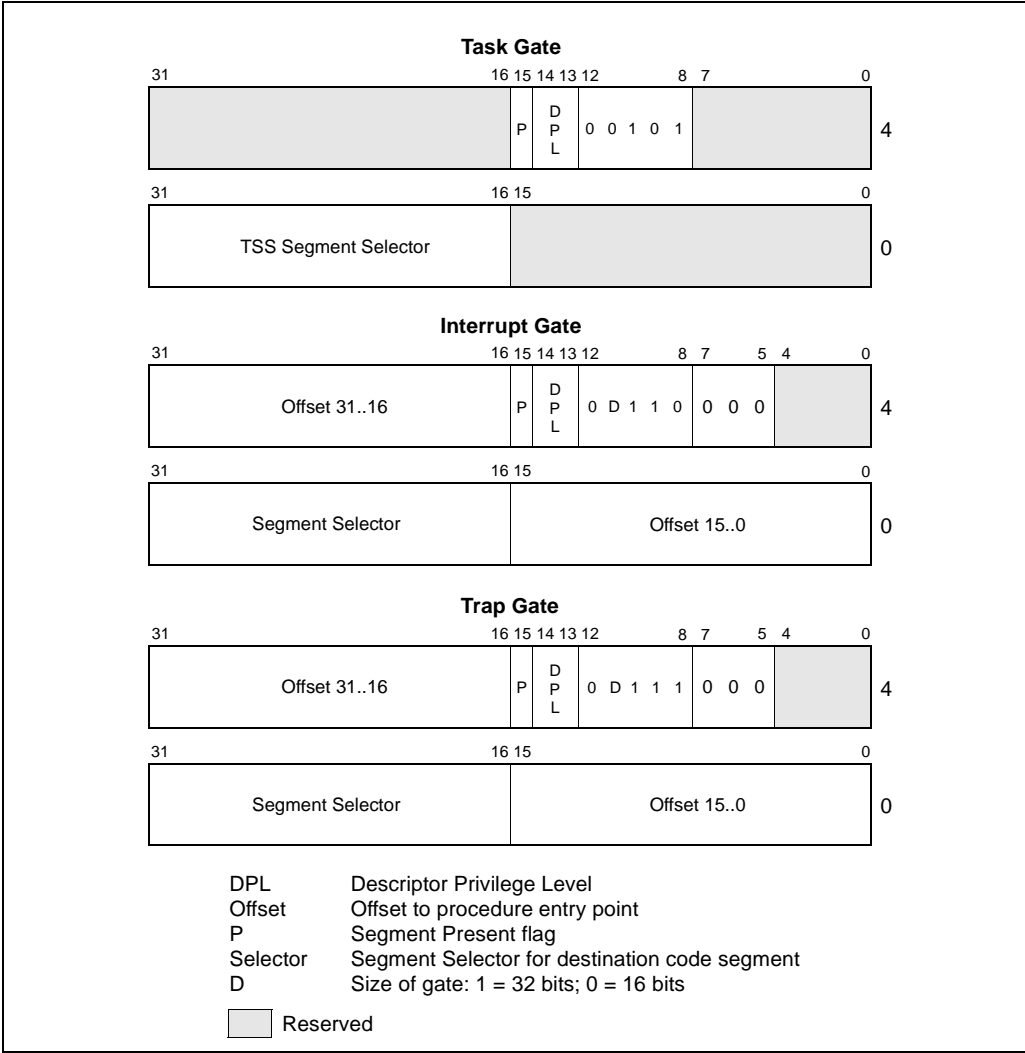 Task Gate
31 16 15 14 13 12 8 7 0
P D P L 0 0 1 0 1 4
31 16 15 0
TSS Segment Selector 0
Interrupt Gate
31 16 15 14 13 12 8 7 5 4 0
Offset 31..16 P D P L 0 D 1 1 0 0 0 0 4
31 16 15 0
Segment Selector Offset 15..0 0
Trap Gate
31 16 15 14 13 12 8 7 5 4 0
Offset 31..16 P D P L 0 D 1 1 1 0 0 0 4
31 16 15 0
Segment Selector Offset 15..0 0
DPL Descriptor Privilege Level
Offset Offset to procedure entry point
P Segment Present flag
Selector Segment Selector for destination code segment
D Size of gate: 1 = 32 bits; 0 = 16 bits
Reserved